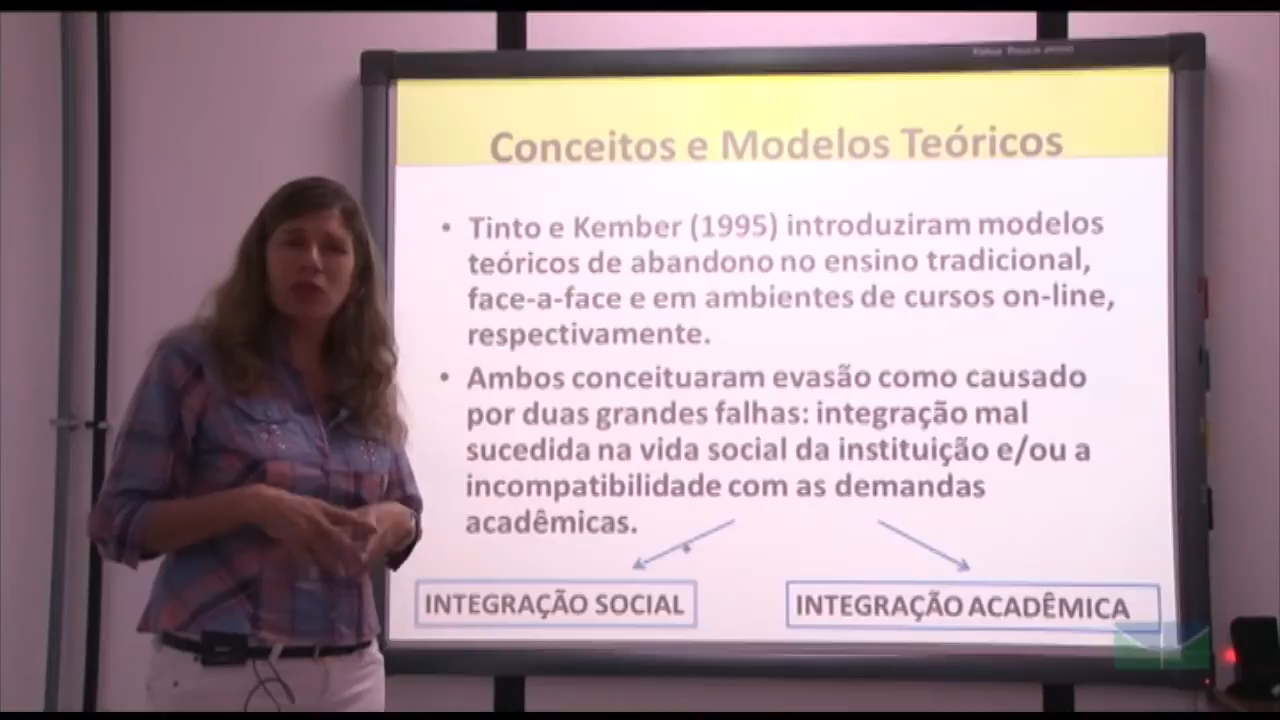 Conceitos e Modelos Teóricos
• Tinto e Kember (1995) introduziram modelos
teóricos de abandono no ensino tradicional,
face-a-face e em ambientes de cursos on-line,
respectivamente.
• Ambos conceituaram evasão como causado
por duas grandes falhas: integração mal
sucedida na vida social da instituição e/ou a
incompatibilidade com as demandas
acadêmicas.
INTEGRAÇÃO SOCIAL
INTEGRAÇÃO ACADÊMICA